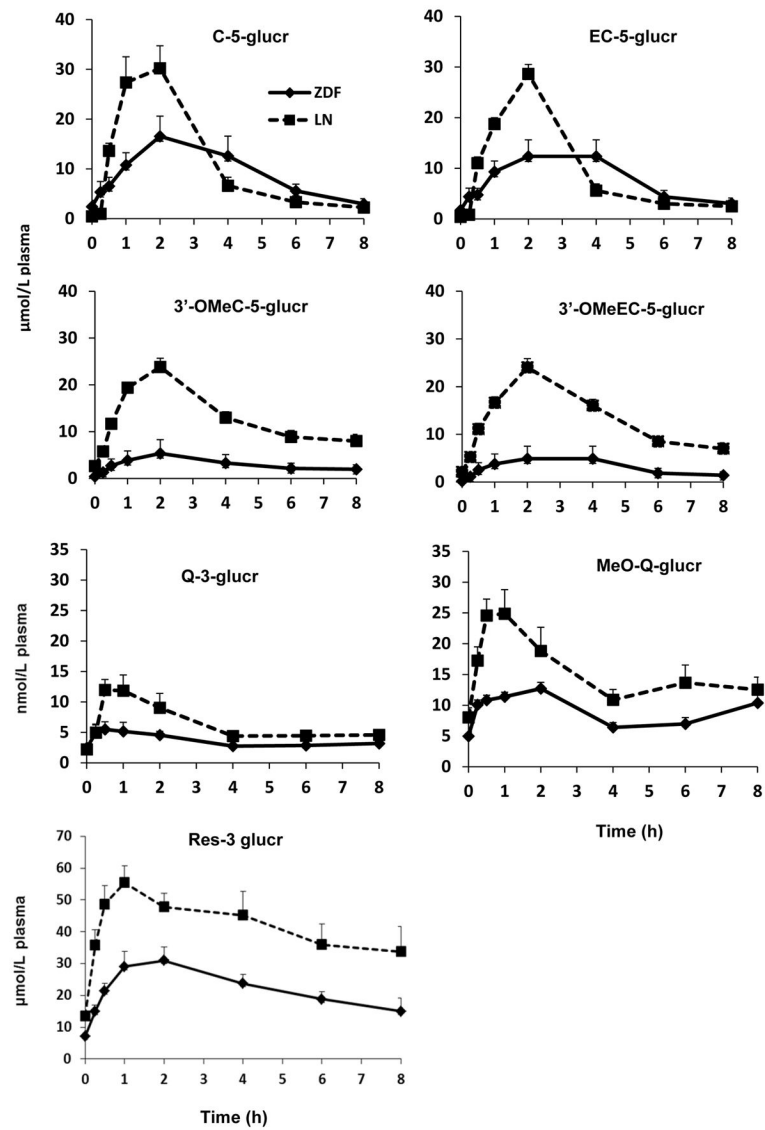 C-5-glucr
40
30
20
10
0
0 1 2 3 4 5 6 7 8
ZDF
LN
EC-5-glucr
40
30
20
10
0
0 1 2 3 4 5 6 7 8
µmol/L plasma
3’-OMeC-5-glucr
40
30
20
10
0
0 1 2 3 4 5 6 7 8
3’-OMeEC-5-glucr
40
30
20
10
0
0 1 2 3 4 5 6 7 8
nmol/L plasma
Q-3-glucr
35
30
25
20
15
10
5
0
0 1 2 3 4 5 6 7 8
MeO-Q-glucr
35
30
25
20
15
10
5
0
0 1 2 3 4 5 6 7 8
Time (h)
µmol/L plasma
Res-3 glucr
70
60
50
40
30
20
10
0
0 1 2 3 4 5 6 7 8
Time (h)